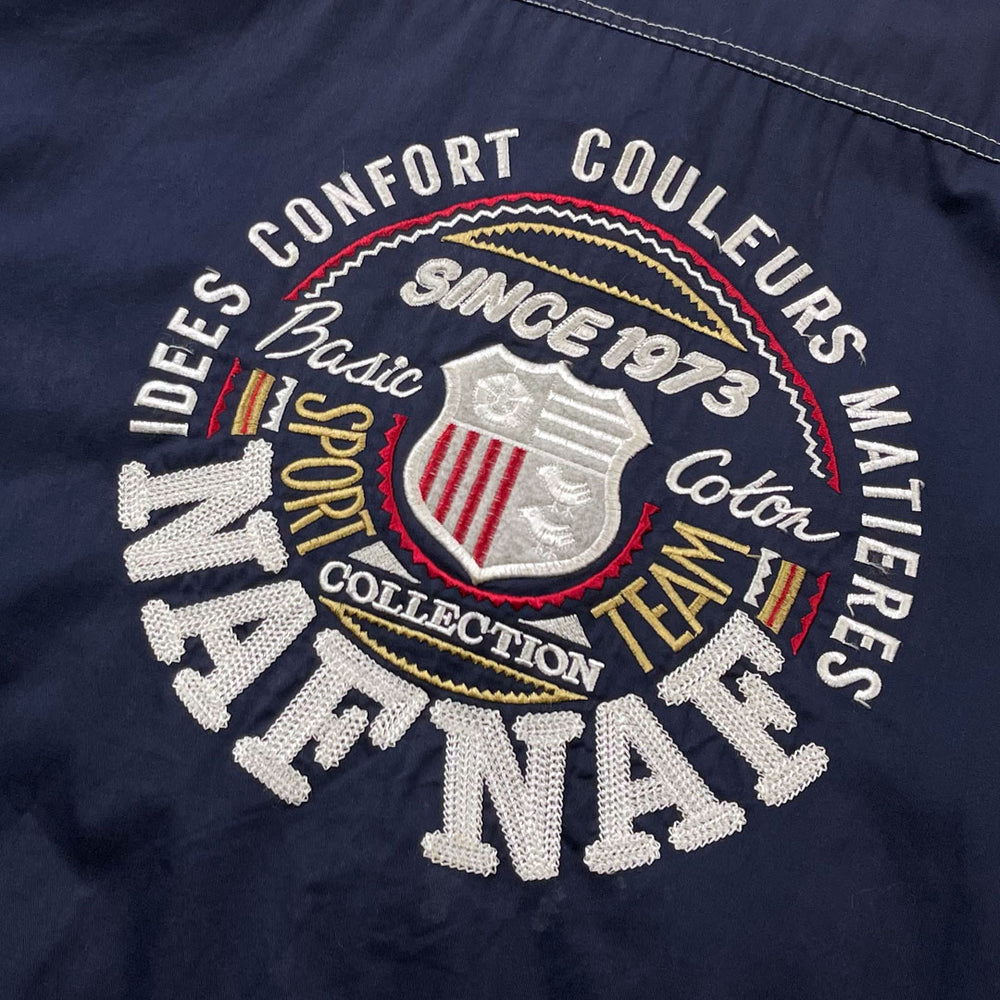 IDEES CONFORT COULEURS MATIERES
SINCE 1973
Basic
Coton
SPORT
TEAM
COLLECTION
NAF NAF